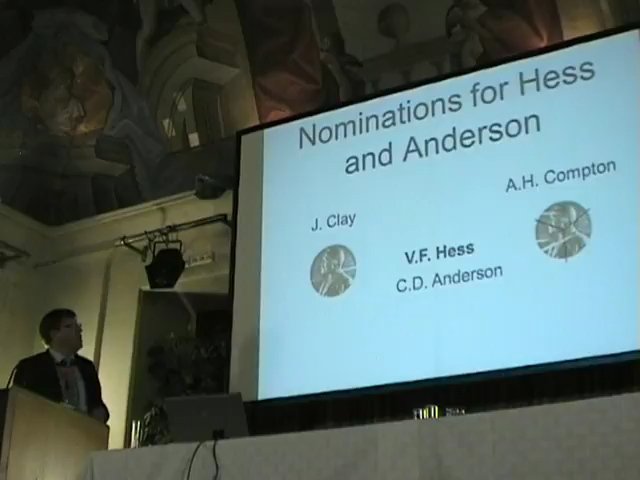 Nominations for Hess
and Anderson
A.H. Compton
J. Clay
V.F. Hess
C.D. Anderson